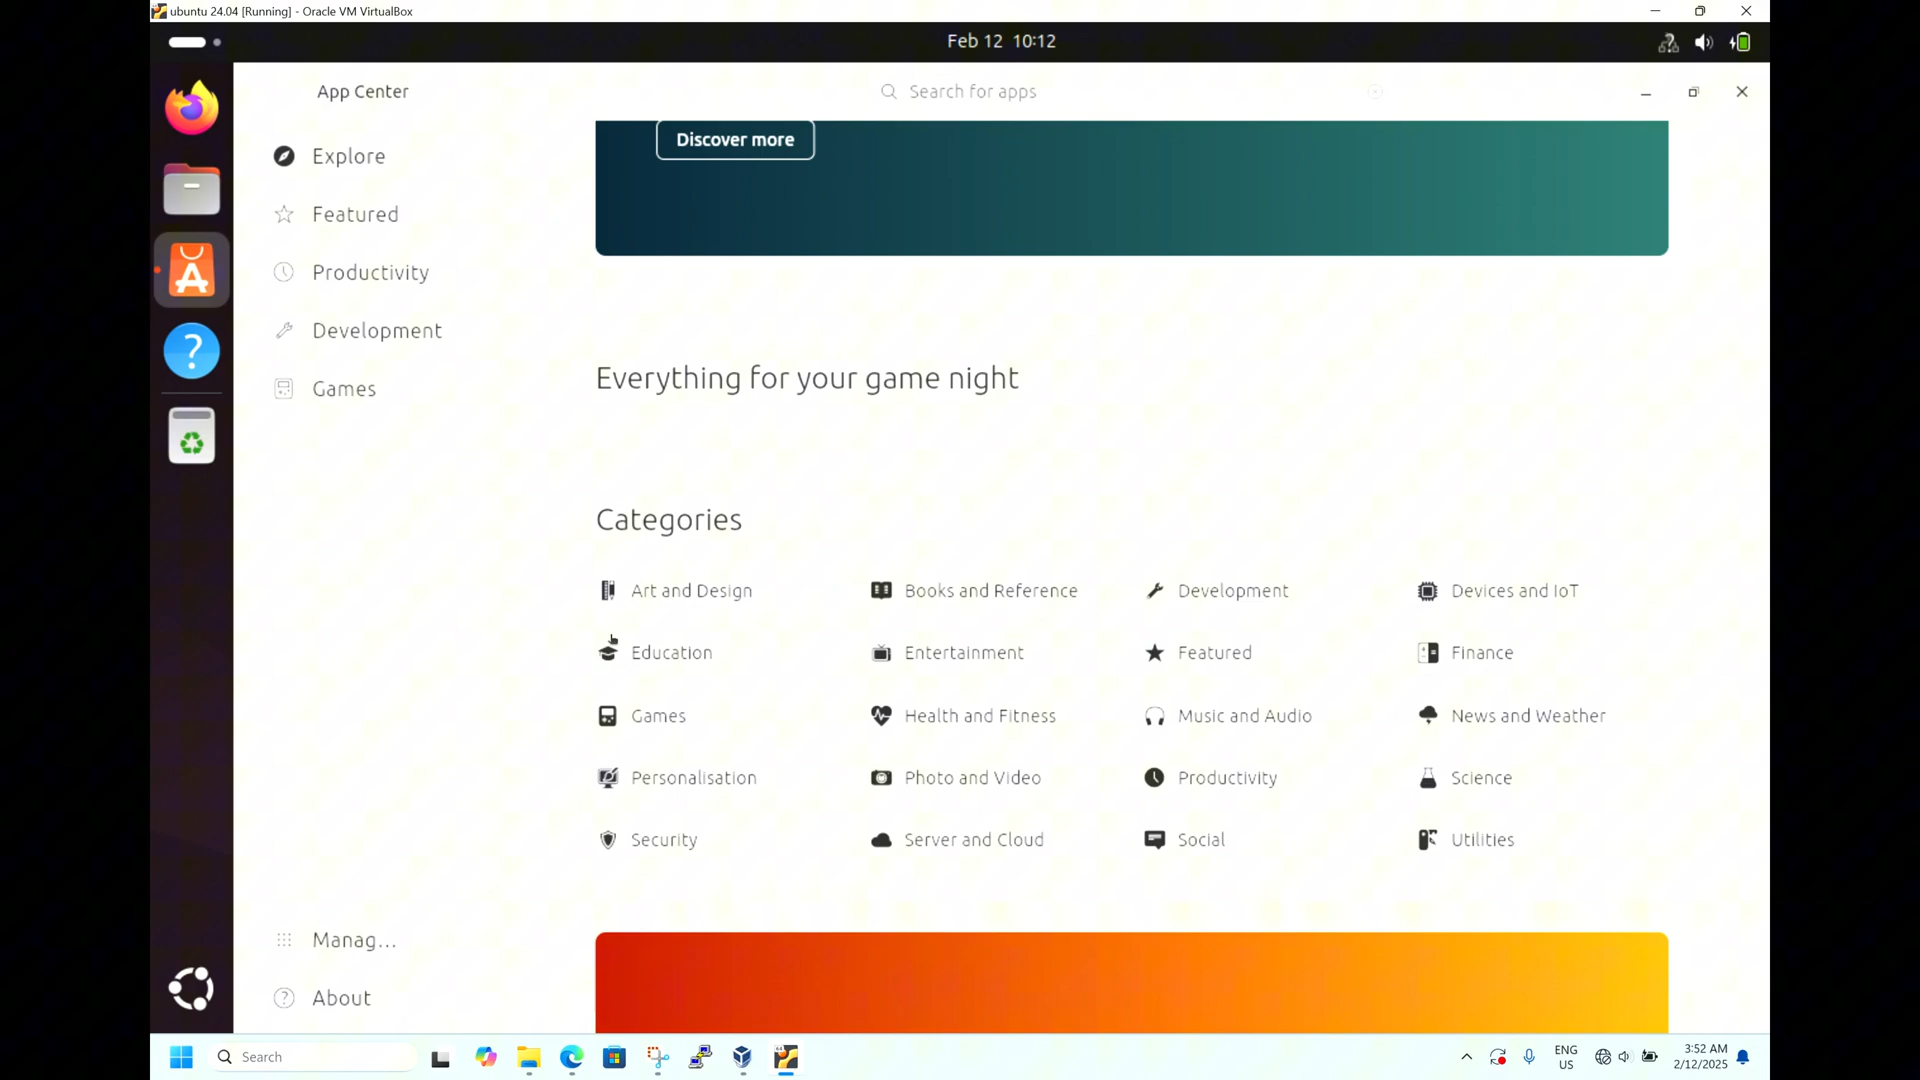 ubuntu 24.04 [Running] - Oracle VM VirtualBox
Feb 12 10:12
App Center
Search for apps
Explore
Featured
Productivity
Development
Games
Discover more
Everything for your game night
Categories
Art and Design
Books and Reference
Development
Devices and IoT
Education
Entertainment
Featured
Finance
Games
Health and Fitness
Music and Audio
News and Weather
Personalisation
Photo and Video
Productivity
Science
Security
Server and Cloud
Social
Utilities
Manag...
About
Search
ENG
US
3:52 AM
2/12/2025